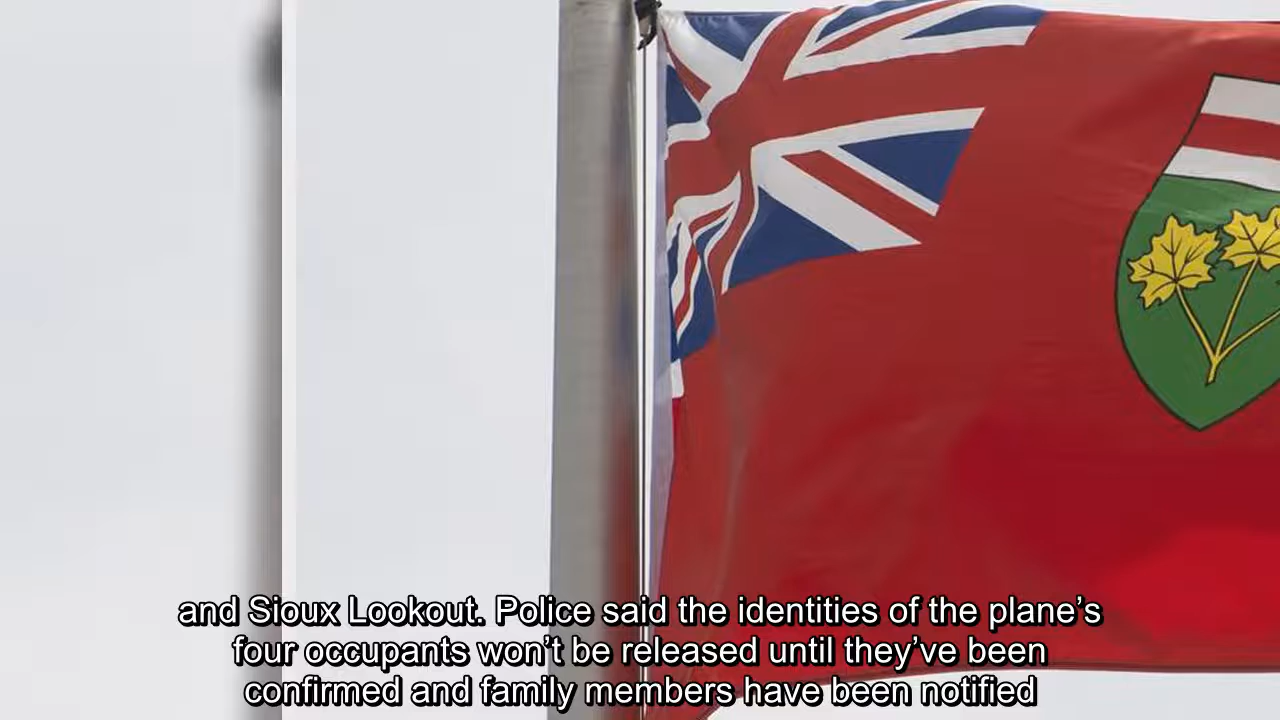 and Sioux Lookout. Police said the identities of the plane’s
four occupants won’t be released until they’ve been
confirmed and family members have been notified